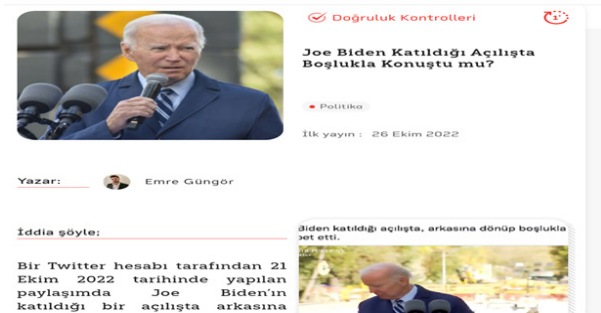 Doğruluk Kontrolleri
1'
Joe Biden Katıldığı Açılışta
Boşlukla Konuştu mu?
Politika
İlk yayın : 26 Ekim 2022
Yazar:
Emre Güngör
İddia şöyle;
Bir Twitter hesabı tarafından 21
Ekim 2022 tarihinde yapılan
paylaşımda Joe Biden’ın
katıldığı bir açılışta arkasına
Biden katıldığı açılışta, arkasına dönüp boşlukla
bet etti.